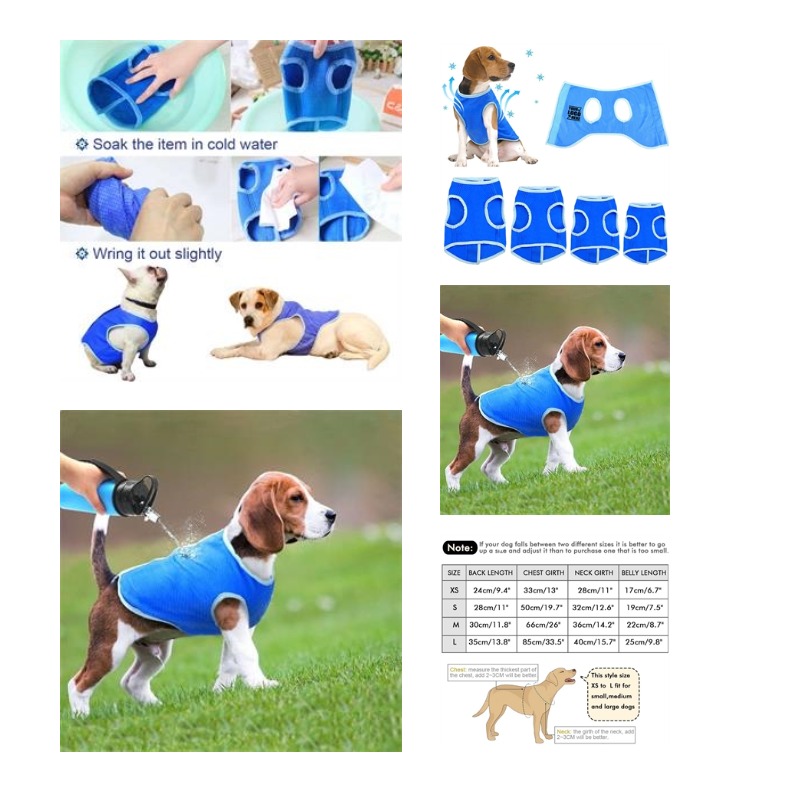 Soak the item in cold water
Wring it out slightly
YOUR
LOGO
HERE
Note: If your dog falls between two different sizes it is better to go
up a size and adjust it than to purchase one that is too small.
SIZE BACK LENGTH CHEST GIRTH NECK GIRTH BELLY LENGTH
XS 24cm/9.4" 33cm/13" 28cm/11" 17cm/6.7"
S 28cm/11" 50cm/19.7" 32cm/12.6" 19cm/7.5"
M 30cm/11.8" 66cm/26" 36cm/14.2" 22cm/8.7"
L 35cm/13.8" 85cm/33.5" 40cm/15.7" 25cm/9.8"
Chest: measure the thickest part of
the chest, add 2~3CM will be better.
This style size
XS to L fit for
small,medium
and large dogs
Neck: the girth of the neck, add
2~3CM will be better.